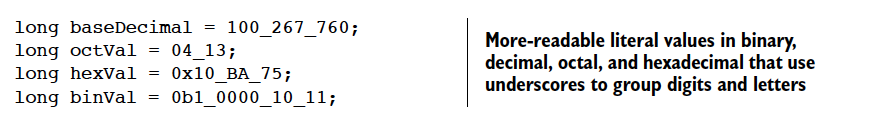 long baseDecimal = 100_267_760;
long octVal = 04_13;
long hexVal = 0x10_BA_75;
long binVal = 0b1_0000_10_11;
More-readable literal values in binary,
decimal, octal, and hexadecimal that use
underscores to group digits and letters